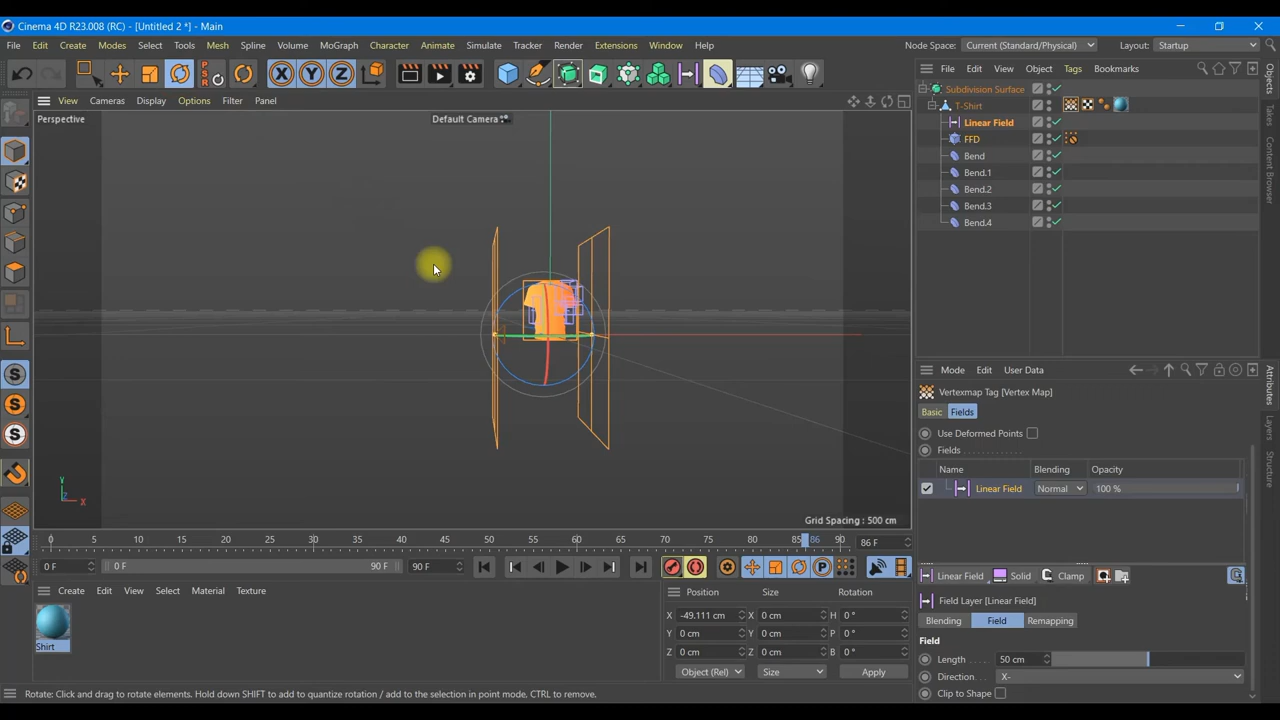 Cinema 4D R23.008 (RC) - [Untitled 2 *] - Main
File Edit Create Modes Select Tools Mesh Spline Volume MoGraph Character Animate Simulate Tracker Render Extensions Window Help Node Space: Current (Standard/Physical) Layout: Startup
View Cameras Display Options Filter Panel
File Edit View Object Tags Bookmarks
Perspective
Default Camera
Subdivision Surface
T-Shirt
Linear Field
FFD
Bend
Bend.1
Bend.2
Bend.3
Bend.4
Objects
Takes
Content Browser
Y
Z X
Grid Spacing : 500 cm
Mode Edit User Data
Vertexmap Tag [Vertex Map]
Basic Fields
Use Deformed Points
Fields
Name Blending Opacity
Linear Field Normal 100 %
Attributes
Layers
Structure
0 5 10 15 20 25 30 35 40 45 50 55 60 65 70 75 80 86 90 86 F
0 F 0 F 90 F 90 F
Linear Field Solid Clamp
Create Edit View Select Material Texture
Shirt
Position Size Rotation
X -49.111 cm X 0 cm H 0 °
Y 0 cm Y 0 cm P 0 °
Z 0 cm Z 0 cm B 0 °
Object (Rel) Size Apply
Field Layer [Linear Field]
Blending Field Remapping
Field
Length 50 cm
Direction X-
Clip to Shape
Rotate: Click and drag to rotate elements. Hold down SHIFT to add to quantize rotation / add to the selection in point mode, CTRL to remove.